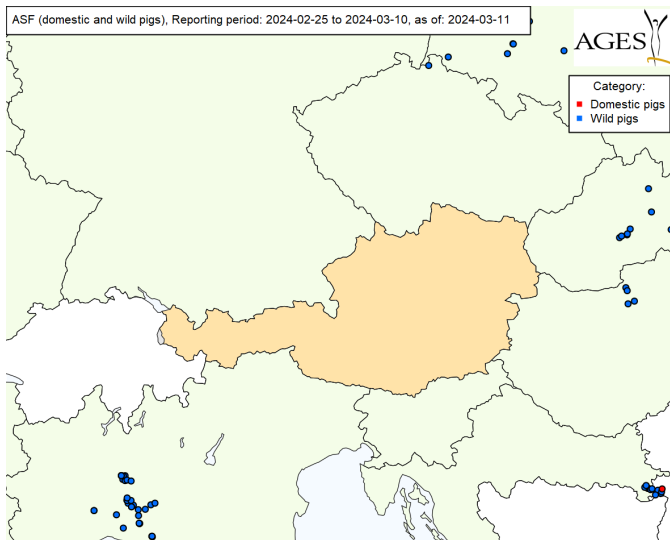 ASF (domestic and wild pigs), Reporting period: 2024-02-25 to 2024-03-10, as of: 2024-03-11
AGES
Category:
Domestic pigs
Wild pigs